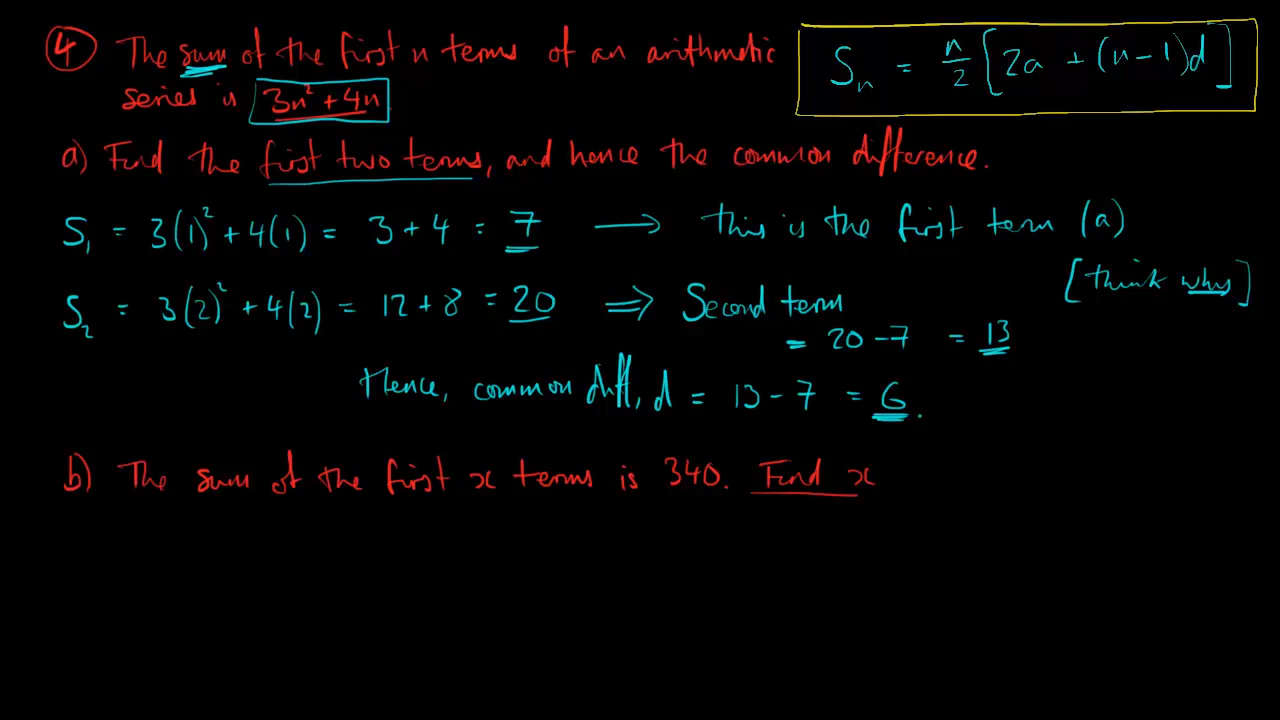 ④ The sum of the first n terms of an arithmetic
series is 3n² + 4n
Sₙ = n/2 [2a + (n-1)d]
a) Find the first two terms, and hence the common difference.
S₁ = 3(1)² + 4(1) = 3 + 4 = 7 → this is the first term (a)
[think why]
S₂ = 3(2)² + 4(2) = 12 + 8 = 20 ⇒ Second term
= 20 - 7 = 13
Hence, common diff, d = 13 - 7 = 6.
b) The sum of the first x terms is 340. Find x